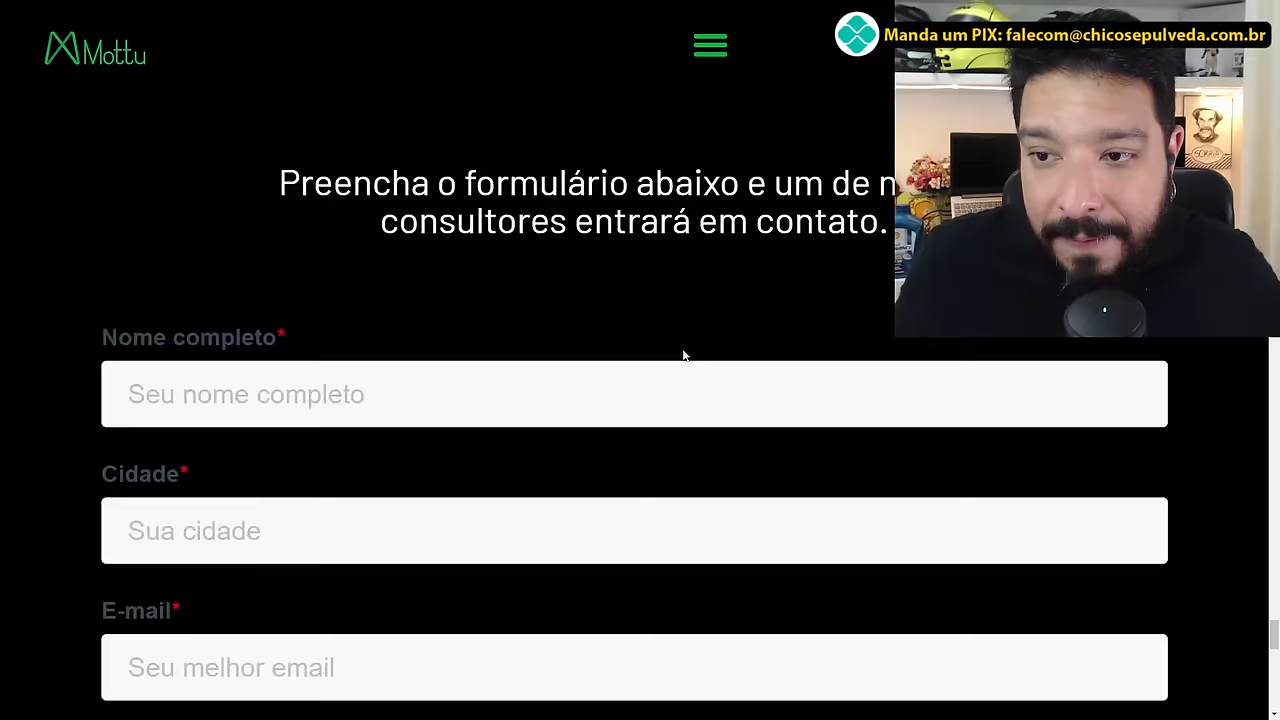 Mottu
Manda um PIX: falecom@chicosepulveda.com.br
SORRIA
Preencha o formulário abaixo e um de n
consultores entrará em contato.
Nome completo*
Seu nome completo
Cidade*
Sua cidade
E-mail*
Seu melhor email